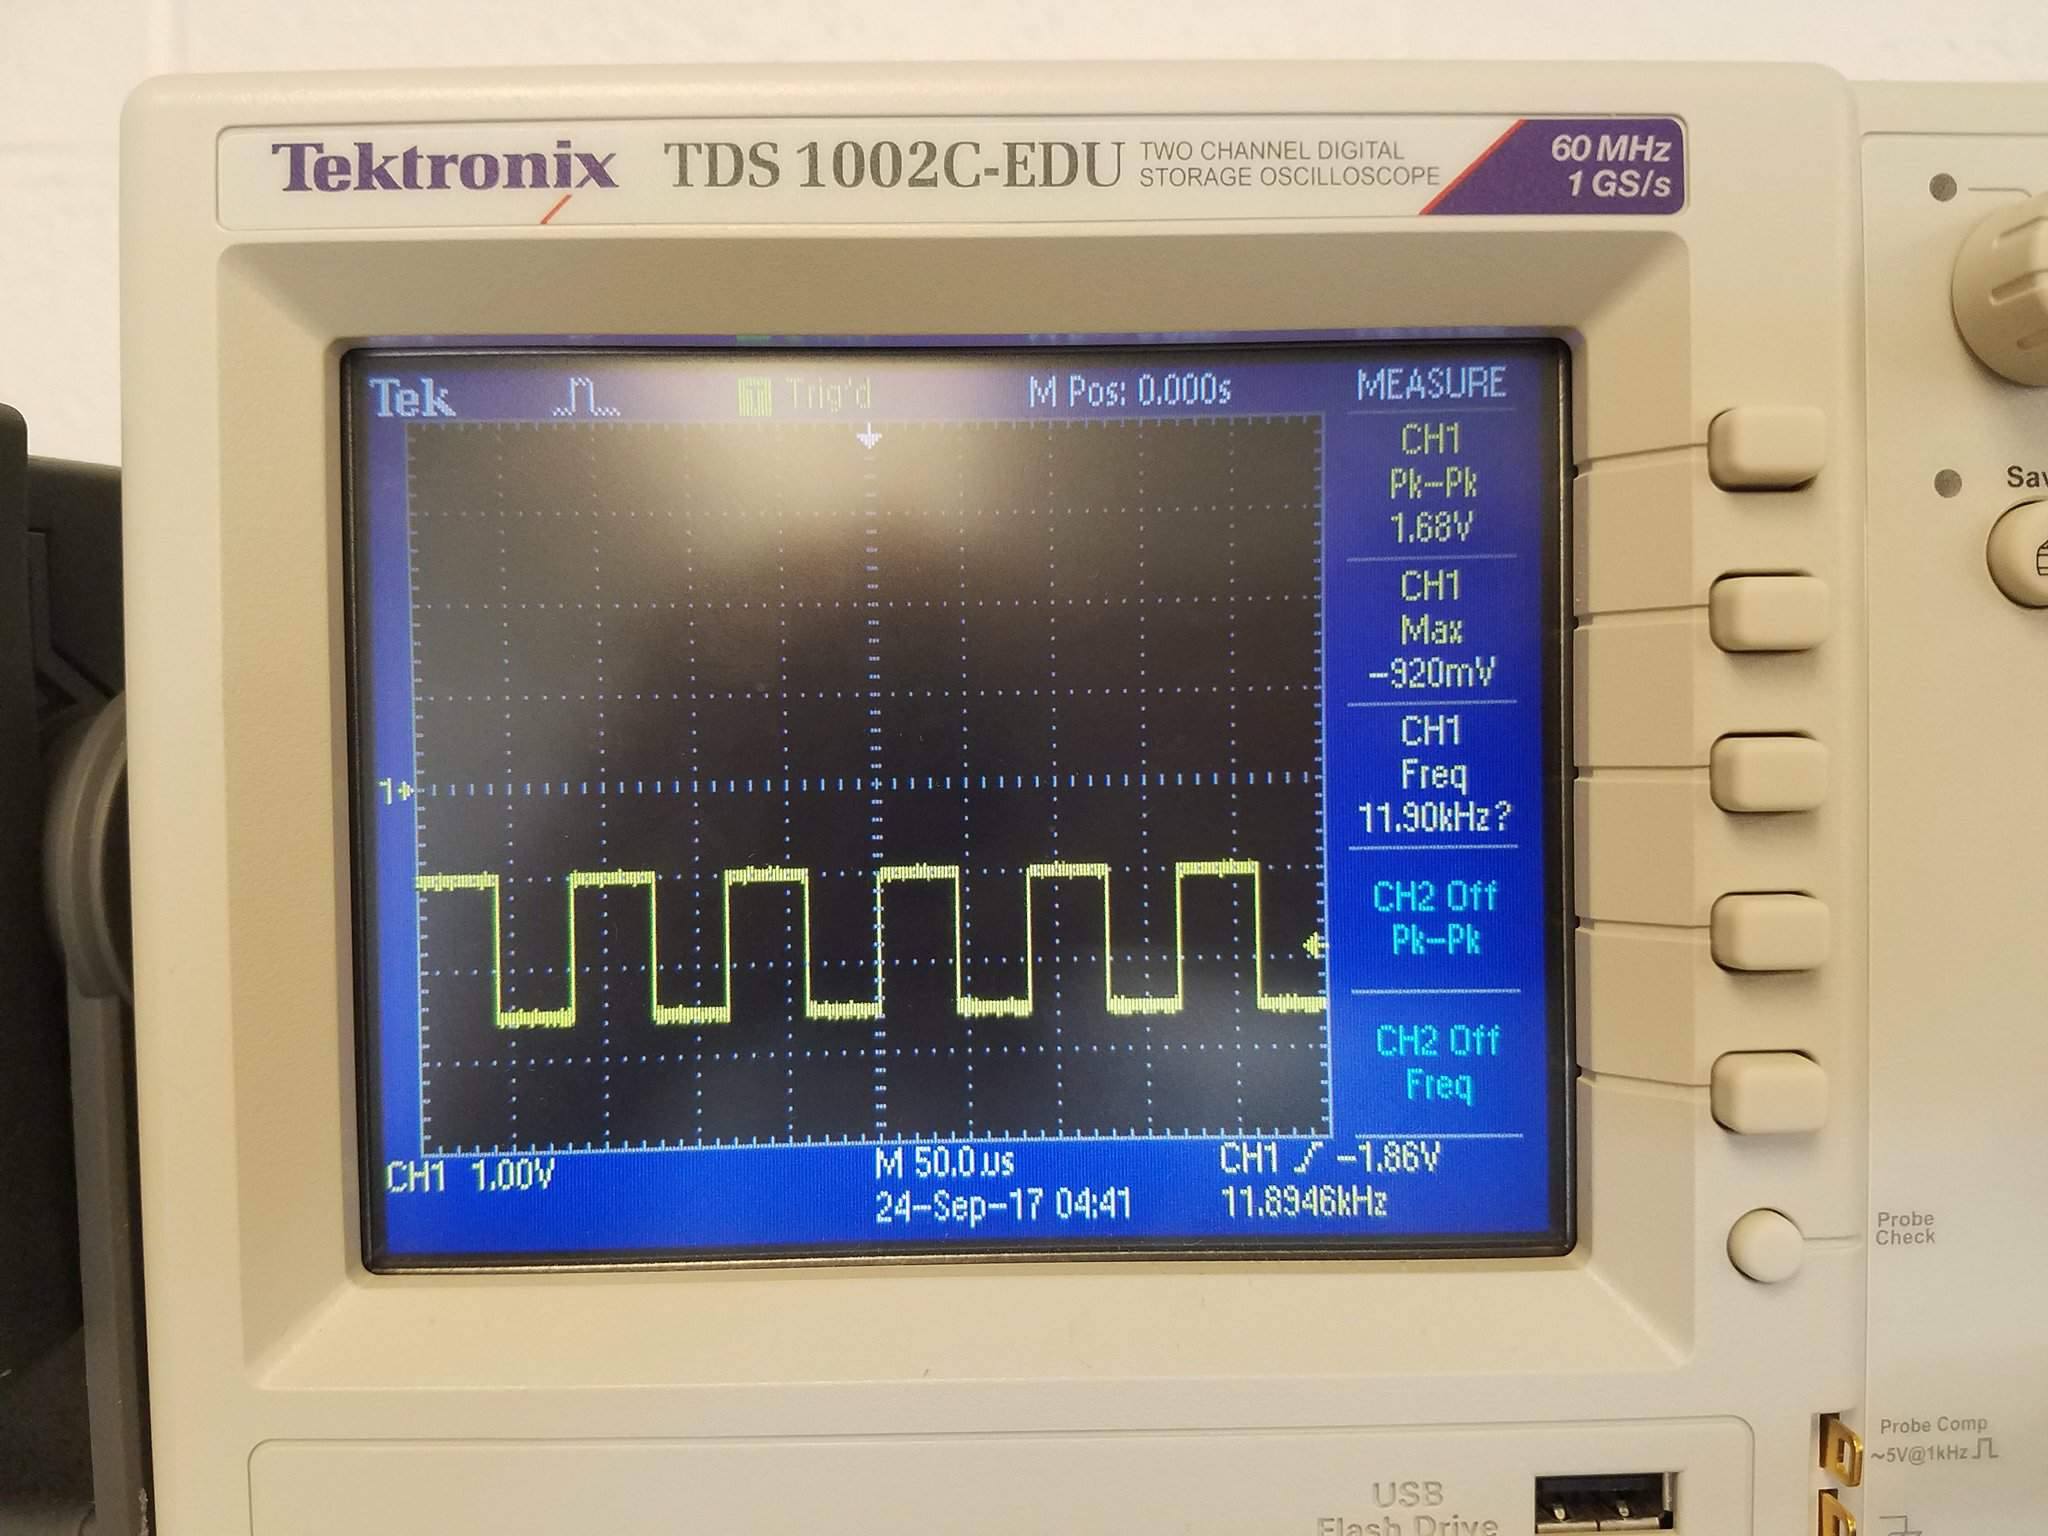 Tektronix TDS 1002C-EDU TWO CHANNEL DIGITAL
STORAGE OSCILLOSCOPE
60 MHz
1 GS/s
Tek Trig'd M Pos: 0.000s MEASURE
CH1
Pk-Pk
1.68V
CH1
Max
-920mV
CH1
Freq
11.90kHz?
CH2 Off
Pk-Pk
CH2 Off
Freq
1
CH1 1.00V M 50.0µs CH1 -1.86V
24-Sep-17 04:41 11.8946kHz
Probe
Check
Probe Comp
~5V@1kHz
USB
Flash Drive